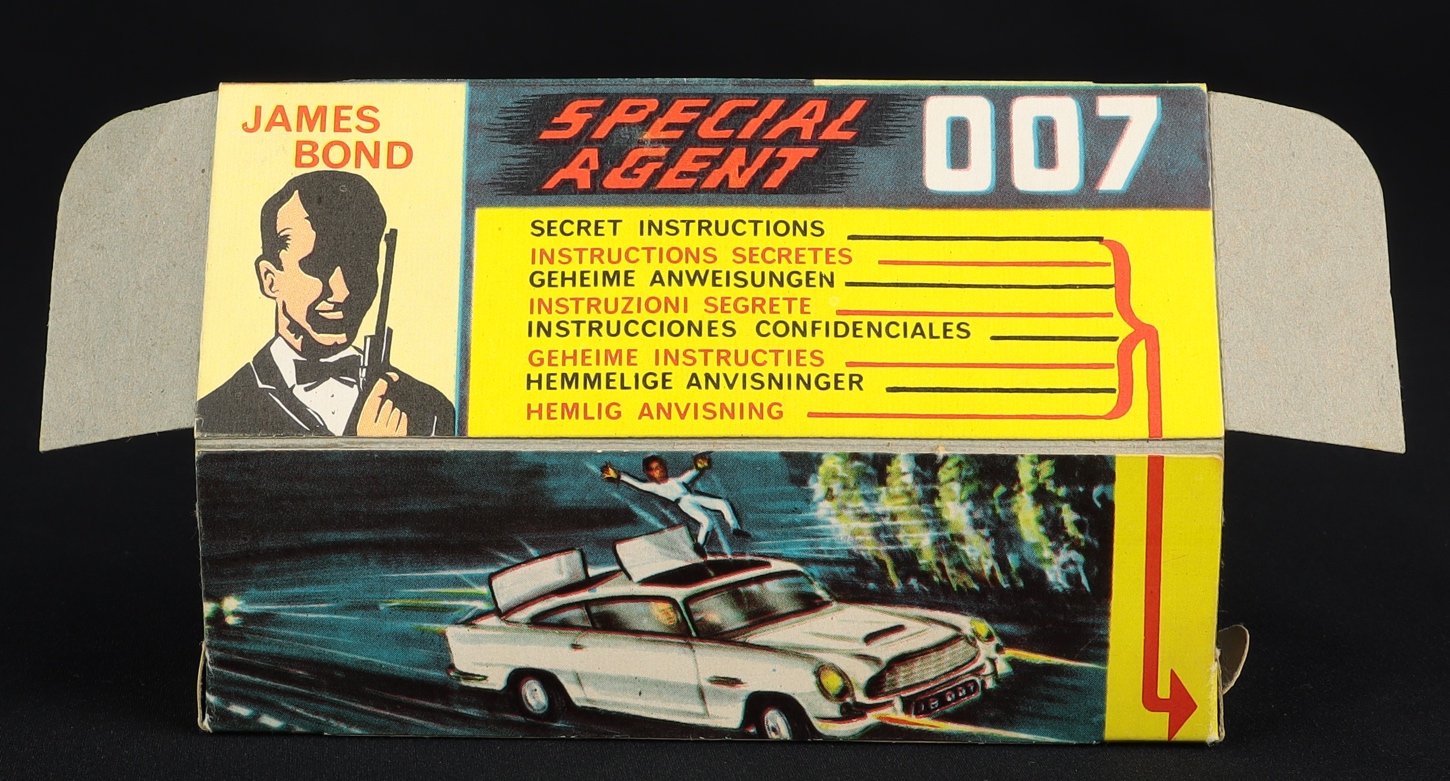 JAMES
BOND
SPECIAL
AGENT
007
SECRET INSTRUCTIONS
INSTRUCTIONS SECRETES
GEHEIME ANWEISUNGEN
INSTRUZIONI SEGRETE
INSTRUCCIONES CONFIDENCIALES
GEHEIME INSTRUCTIES
HEMMELIGE ANVISNINGER
HEMLIG ANVISNING